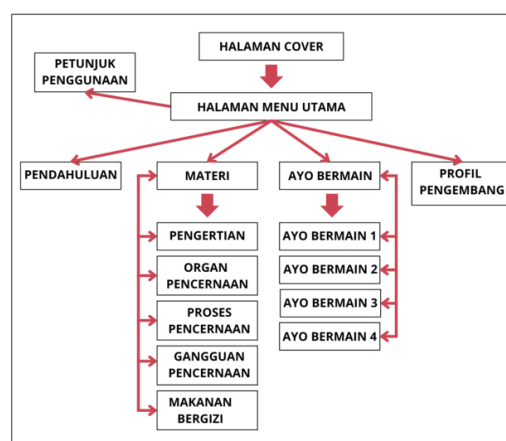 HALAMAN COVER
PETUNJUK
PENGGUNAAN
HALAMAN MENU UTAMA
PENDAHULUAN
MATERI
AYO BERMAIN
PROFIL
PENGEMBANG
PENGERTIAN
ORGAN
PENCERNAAN
PROSES
PENCERNAAN
GANGGUAN
PENCERNAAN
MAKANAN
BERGIZI
AYO BERMAIN 1
AYO BERMAIN 2
AYO BERMAIN 3
AYO BERMAIN 4